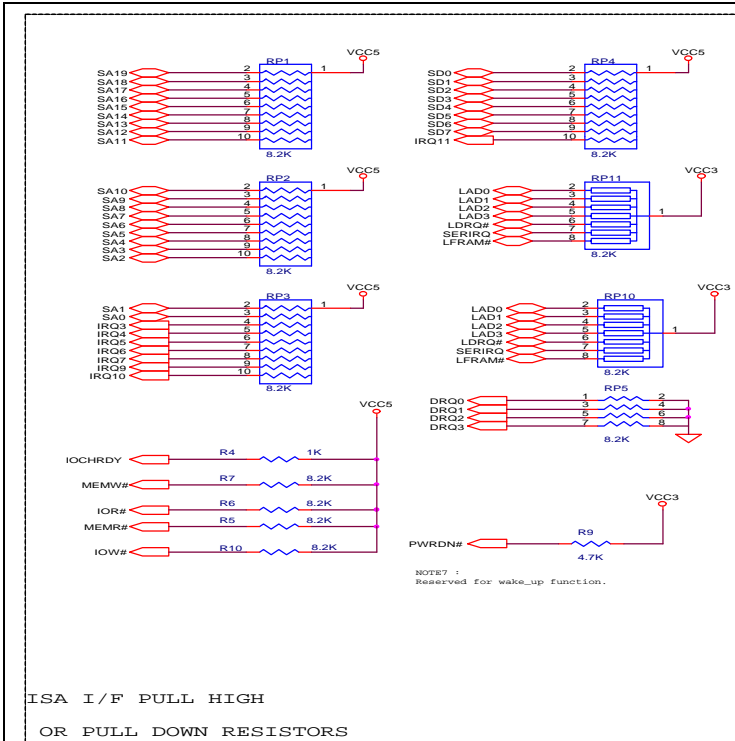 RP1
VCC5
SA19 2 1
SA18 3
SA17 4
SA16 5
SA15 6
SA14 7
SA13 8
SA12 9
SA11 10
8.2K
RP4
VCC5
SD0 2 1
SD1 3
SD2 4
SD3 5
SD4 6
SD5 7
SD6 8
SD7 9
IRQ11 10
8.2K
RP2
VCC5
SA10 2 1
SA9 3
SA8 4
SA7 5
SA6 6
SA5 7
SA4 8
SA3 9
SA2 10
8.2K
RP11
VCC3
LAD0 2
LAD1 3
LAD2 4
LAD3 5 1
LDRQ# 6
SERIRQ 7
LFRAM# 8
8.2K
RP3
VCC5
SA1 2 1
SA0 3
IRQ3 4
IRQ4 5
IRQ5 6
IRQ6 7
IRQ7 8
IRQ9 9
IRQ10 10
8.2K
RP10
VCC3
LAD0 2
LAD1 3
LAD2 4
LAD3 5 1
LDRQ# 6
SERIRQ 7
LFRAM# 8
8.2K
RP5
DRQ0 1 2
DRQ1 3 4
DRQ2 5 6
DRQ3 7 8
8.2K
VCC5
IOCHRDY R4 1K
MEMW# R7 8.2K
IOR# R6 8.2K
MEMR# R5 8.2K
IOW# R10 8.2K
VCC3
PWRDN# R9
4.7K
NOTE7 :
Reserved for wake_up function.
ISA I/F PULL HIGH
OR PULL DOWN RESISTORS